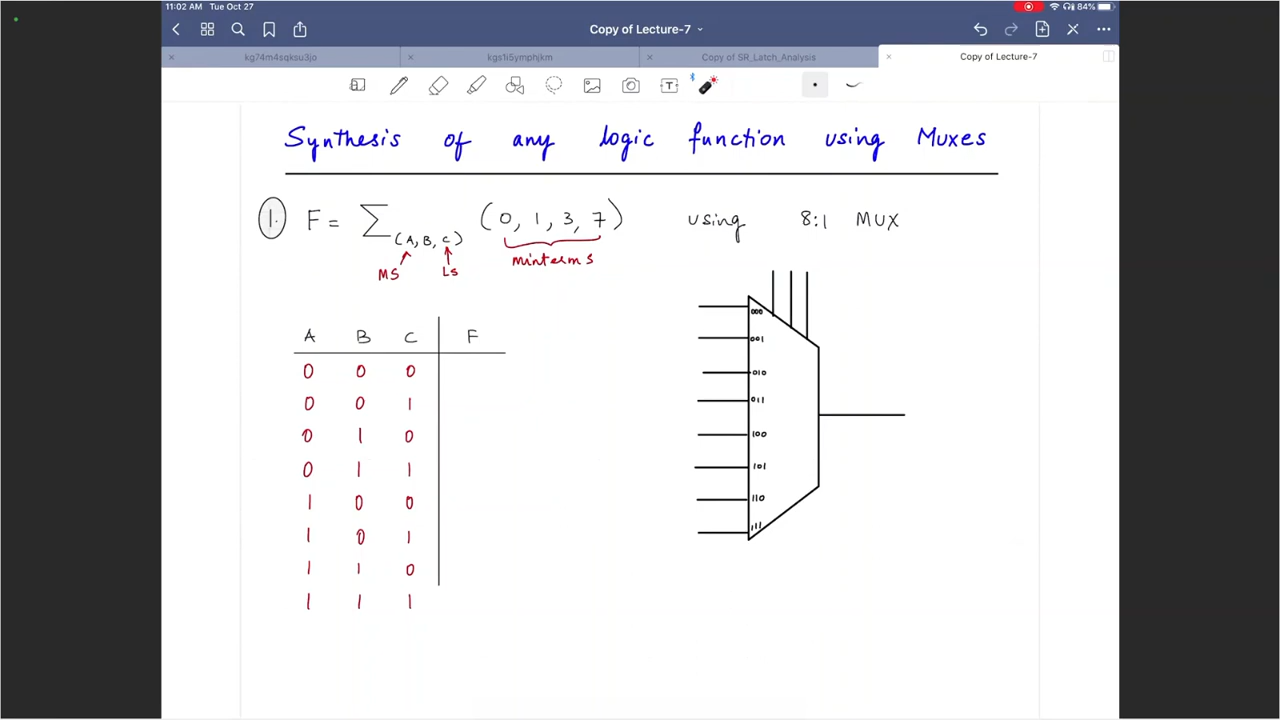 11:02 AM Tue Oct 27 84%
Copy of Lecture-7
kg74m4sqksu3jo kgs1i5ymphjkm Copy of SR_Latch_Analysis Copy of Lecture-7
Synthesis of any logic function using Muxes
1. F = ∑(A, B, C) (0, 1, 3, 7) using 8:1 MUX
MS LS minterms
A B C F
0 0 0
0 0 1
0 1 0
0 1 1
1 0 0
1 0 1
1 1 0
1 1 1
000
001
010
011
100
101
110
111